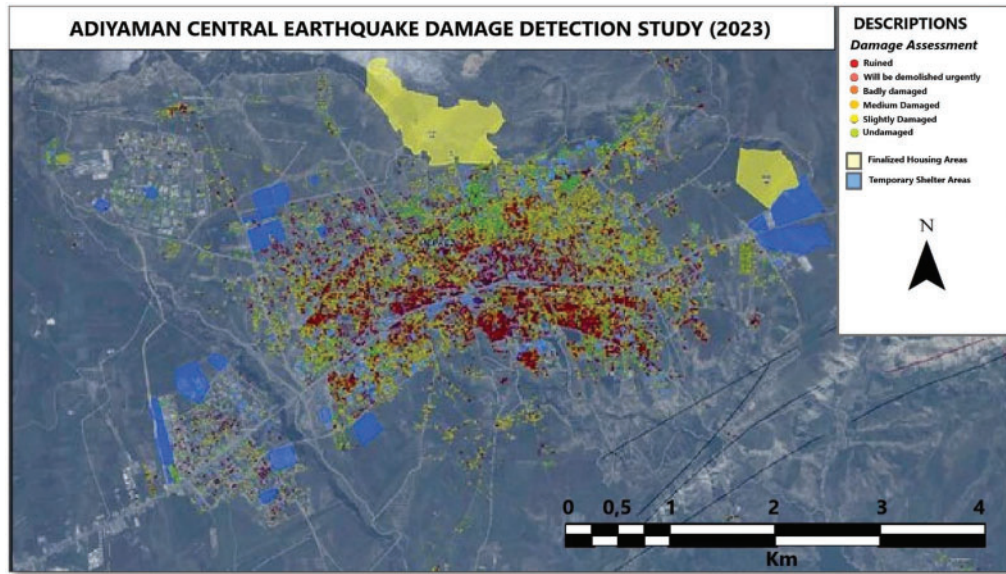 ADIYAMAN CENTRAL EARTHQUAKE DAMAGE DETECTION STUDY (2023)
DESCRIPTIONS
Damage Assessment
Ruined
Will be demolished urgently
Badly damaged
Medium Damaged
Slightly Damaged
Undamaged
Finalized Housing Areas
Temporary Shelter Areas
N
0 0,5 1 2 3 4
Km